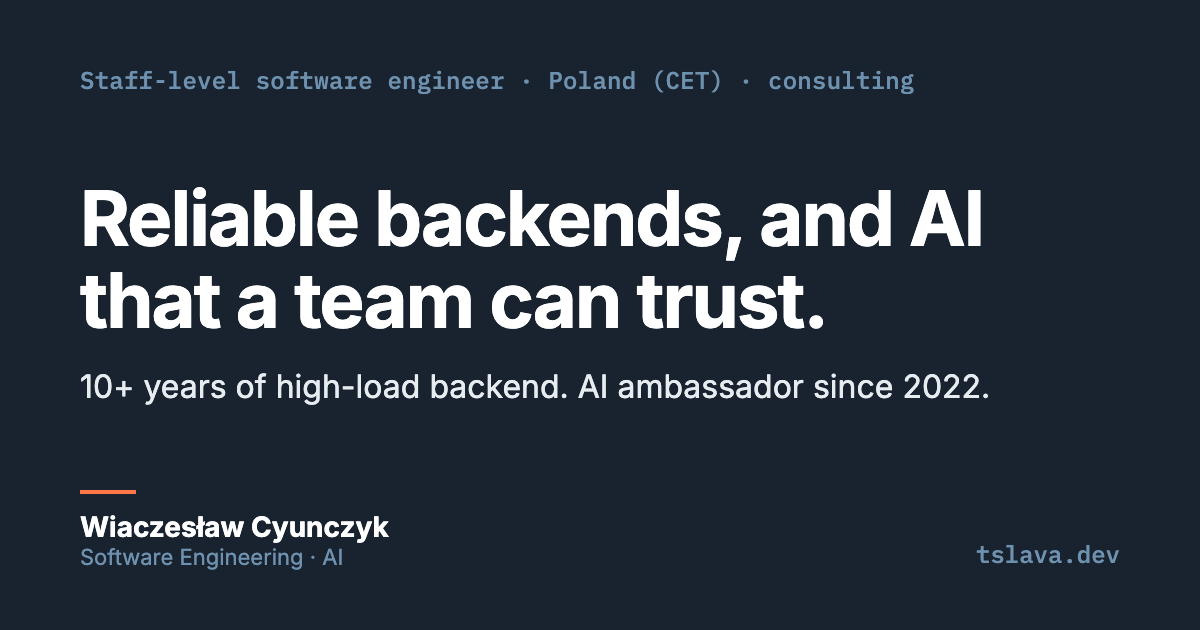 Staff-level software engineer · Poland (CET) · consulting
Reliable backends, and AI
that a team can trust.
10+ years of high-load backend. AI ambassador since 2022.
Wiaczesław Cyunczyk
Software Engineering · AI
tslava.dev